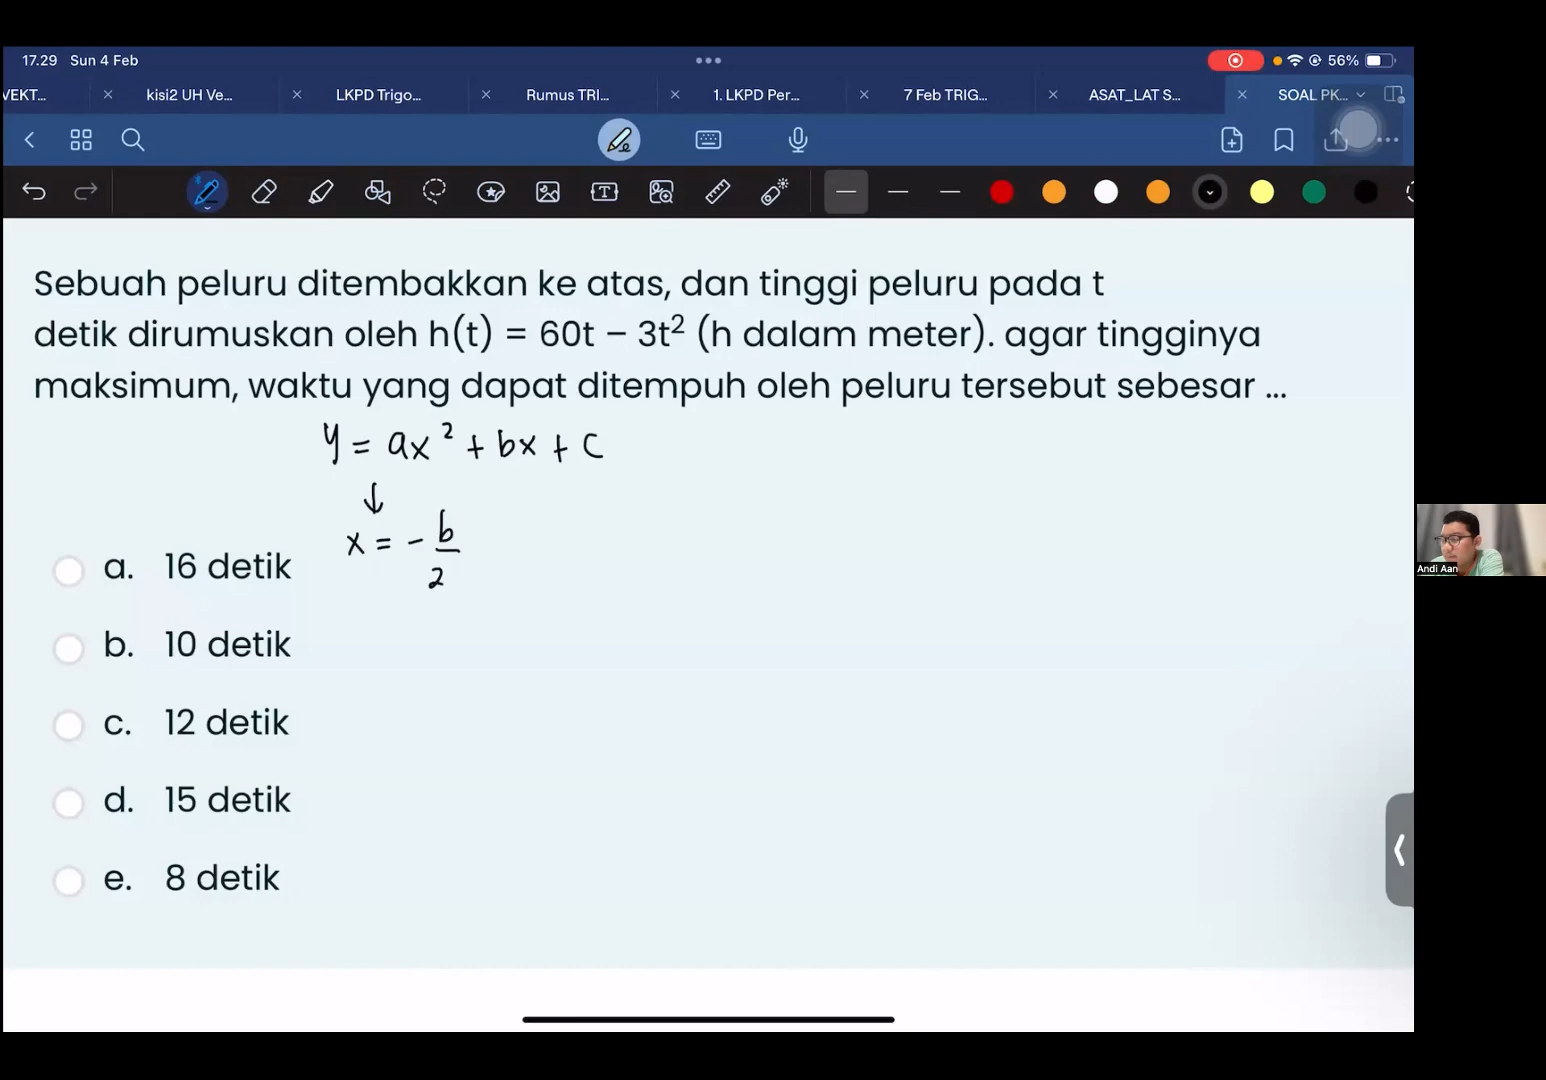 17.29 Sun 4 Feb
56%
VEKT...
kisi2 UH Ve...
LKPD Trigo...
Rumus TRI...
1. LKPD Per...
7 Feb TRIG...
ASAT_LAT S...
SOAL PK...
Sebuah peluru ditembakkan ke atas, dan tinggi peluru pada t
detik dirumuskan oleh h(t) = 60t – 3t² (h dalam meter). agar tingginya
maksimum, waktu yang dapat ditempuh oleh peluru tersebut sebesar ...
y = ax² + bx + c
↓
x = - b
2
a. 16 detik
b. 10 detik
c. 12 detik
d. 15 detik
e. 8 detik
Andi Aan